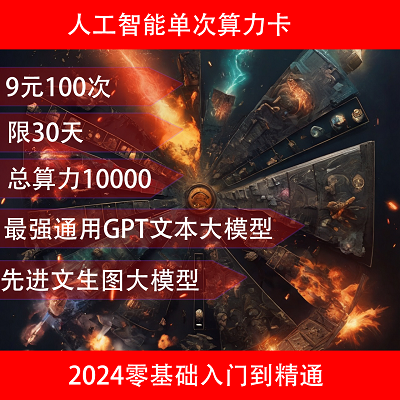 人工智能单次算力卡
9元100次
限30天
总算力10000
最强通用GPT文本大模型
先进文生图大模型
2024零基础入门到精通